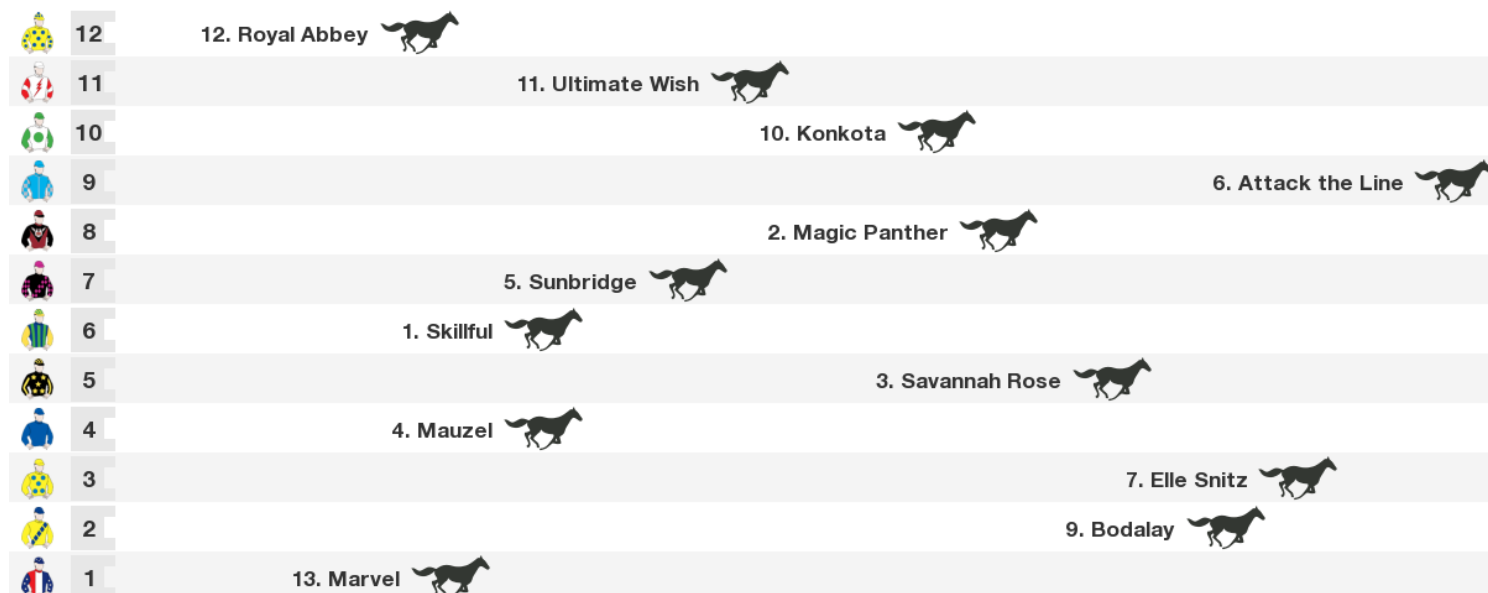 12 12. Royal Abbey
11 11. Ultimate Wish
10 10. Konkota
9 6. Attack the Line
8 2. Magic Panther
7 5. Sunbridge
6 1. Skillful
5 3. Savannah Rose
4 4. Mauzel
3 7. Elle Snitz
2 9. Bodalay
1 13. Marvel